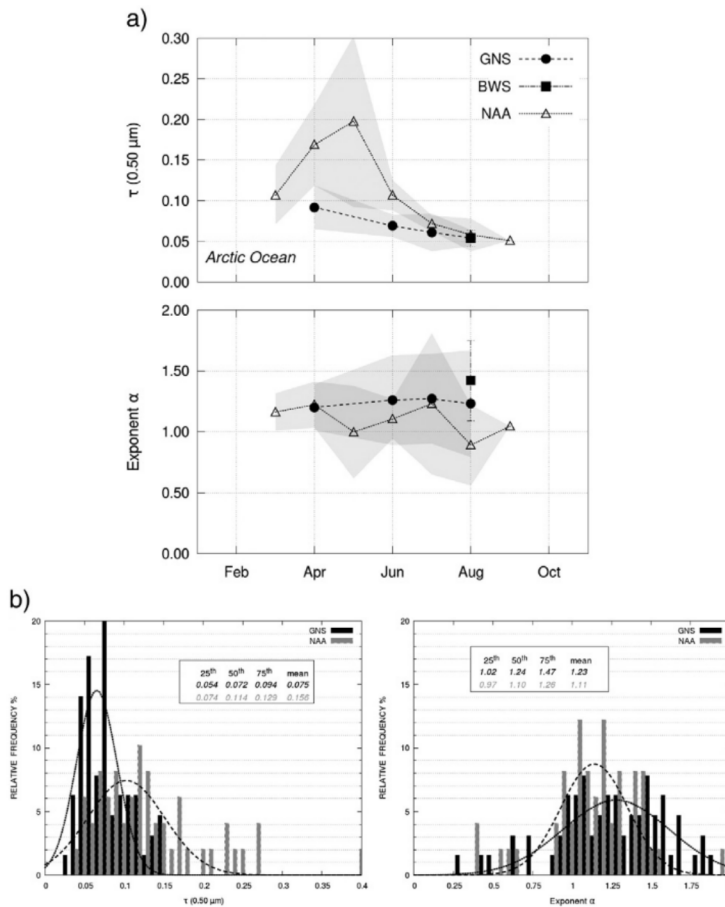 a)
0.30
0.25
0.20
0.15
0.10
0.05
0.00
τ (0.50 µm)
GNS
BWS
NAA
Arctic Ocean
2.00
1.50
1.00
0.50
0.00
Exponent α
Feb Apr Jun Aug Oct
b)
20
15
10
5
0
RELATIVE FREQUENCY %
GNS
NAA
25th 50th 75th mean
0.054 0.072 0.094 0.075
0.074 0.114 0.129 0.156
0 0.05 0.1 0.15 0.2 0.25 0.3 0.4
τ (0.50 µm)
20
15
10
5
0
RELATIVE FREQUENCY %
GNS
NAA
25th 50th 75th mean
1.02 1.24 1.47 1.23
0.97 1.10 1.26 1.11
0 0.25 0.5 0.75 1 1.25 1.5 1.75
Exponent α